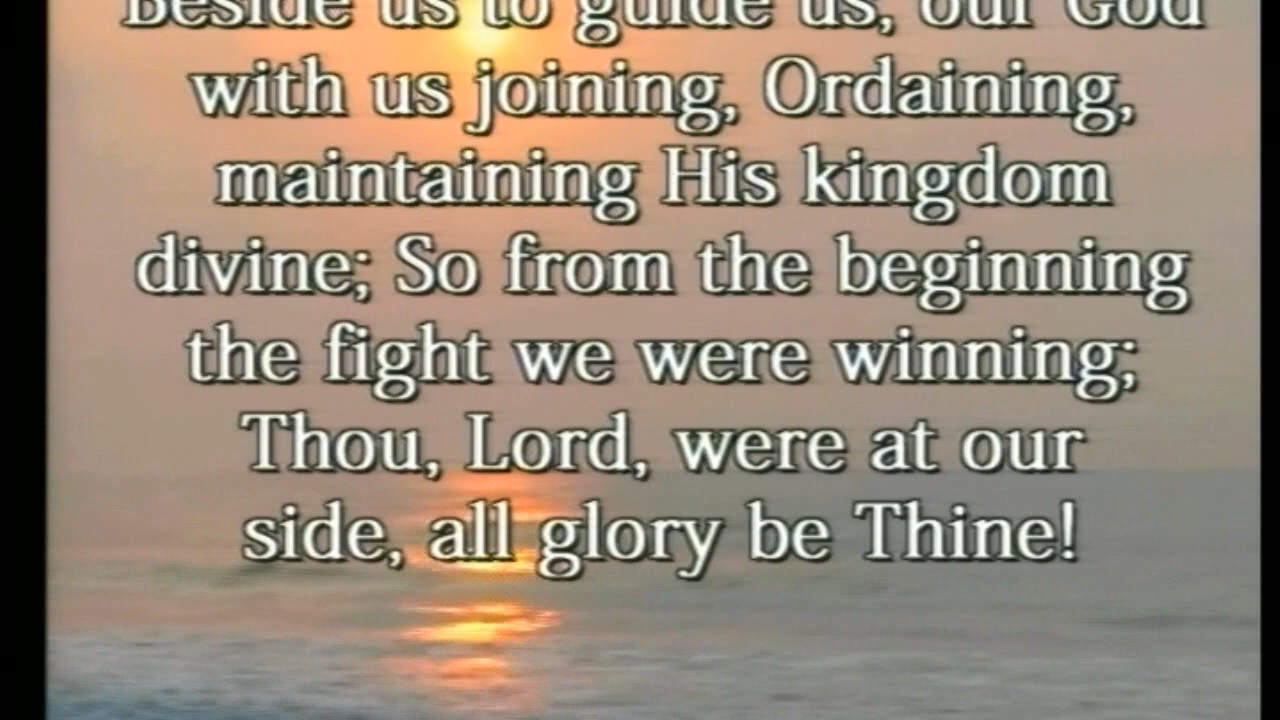 Beside us to guide us, our God
with us joining, Ordaining,
maintaining His kingdom
divine; So from the beginning
the fight we were winning;
Thou, Lord, were at our
side, all glory be Thine!